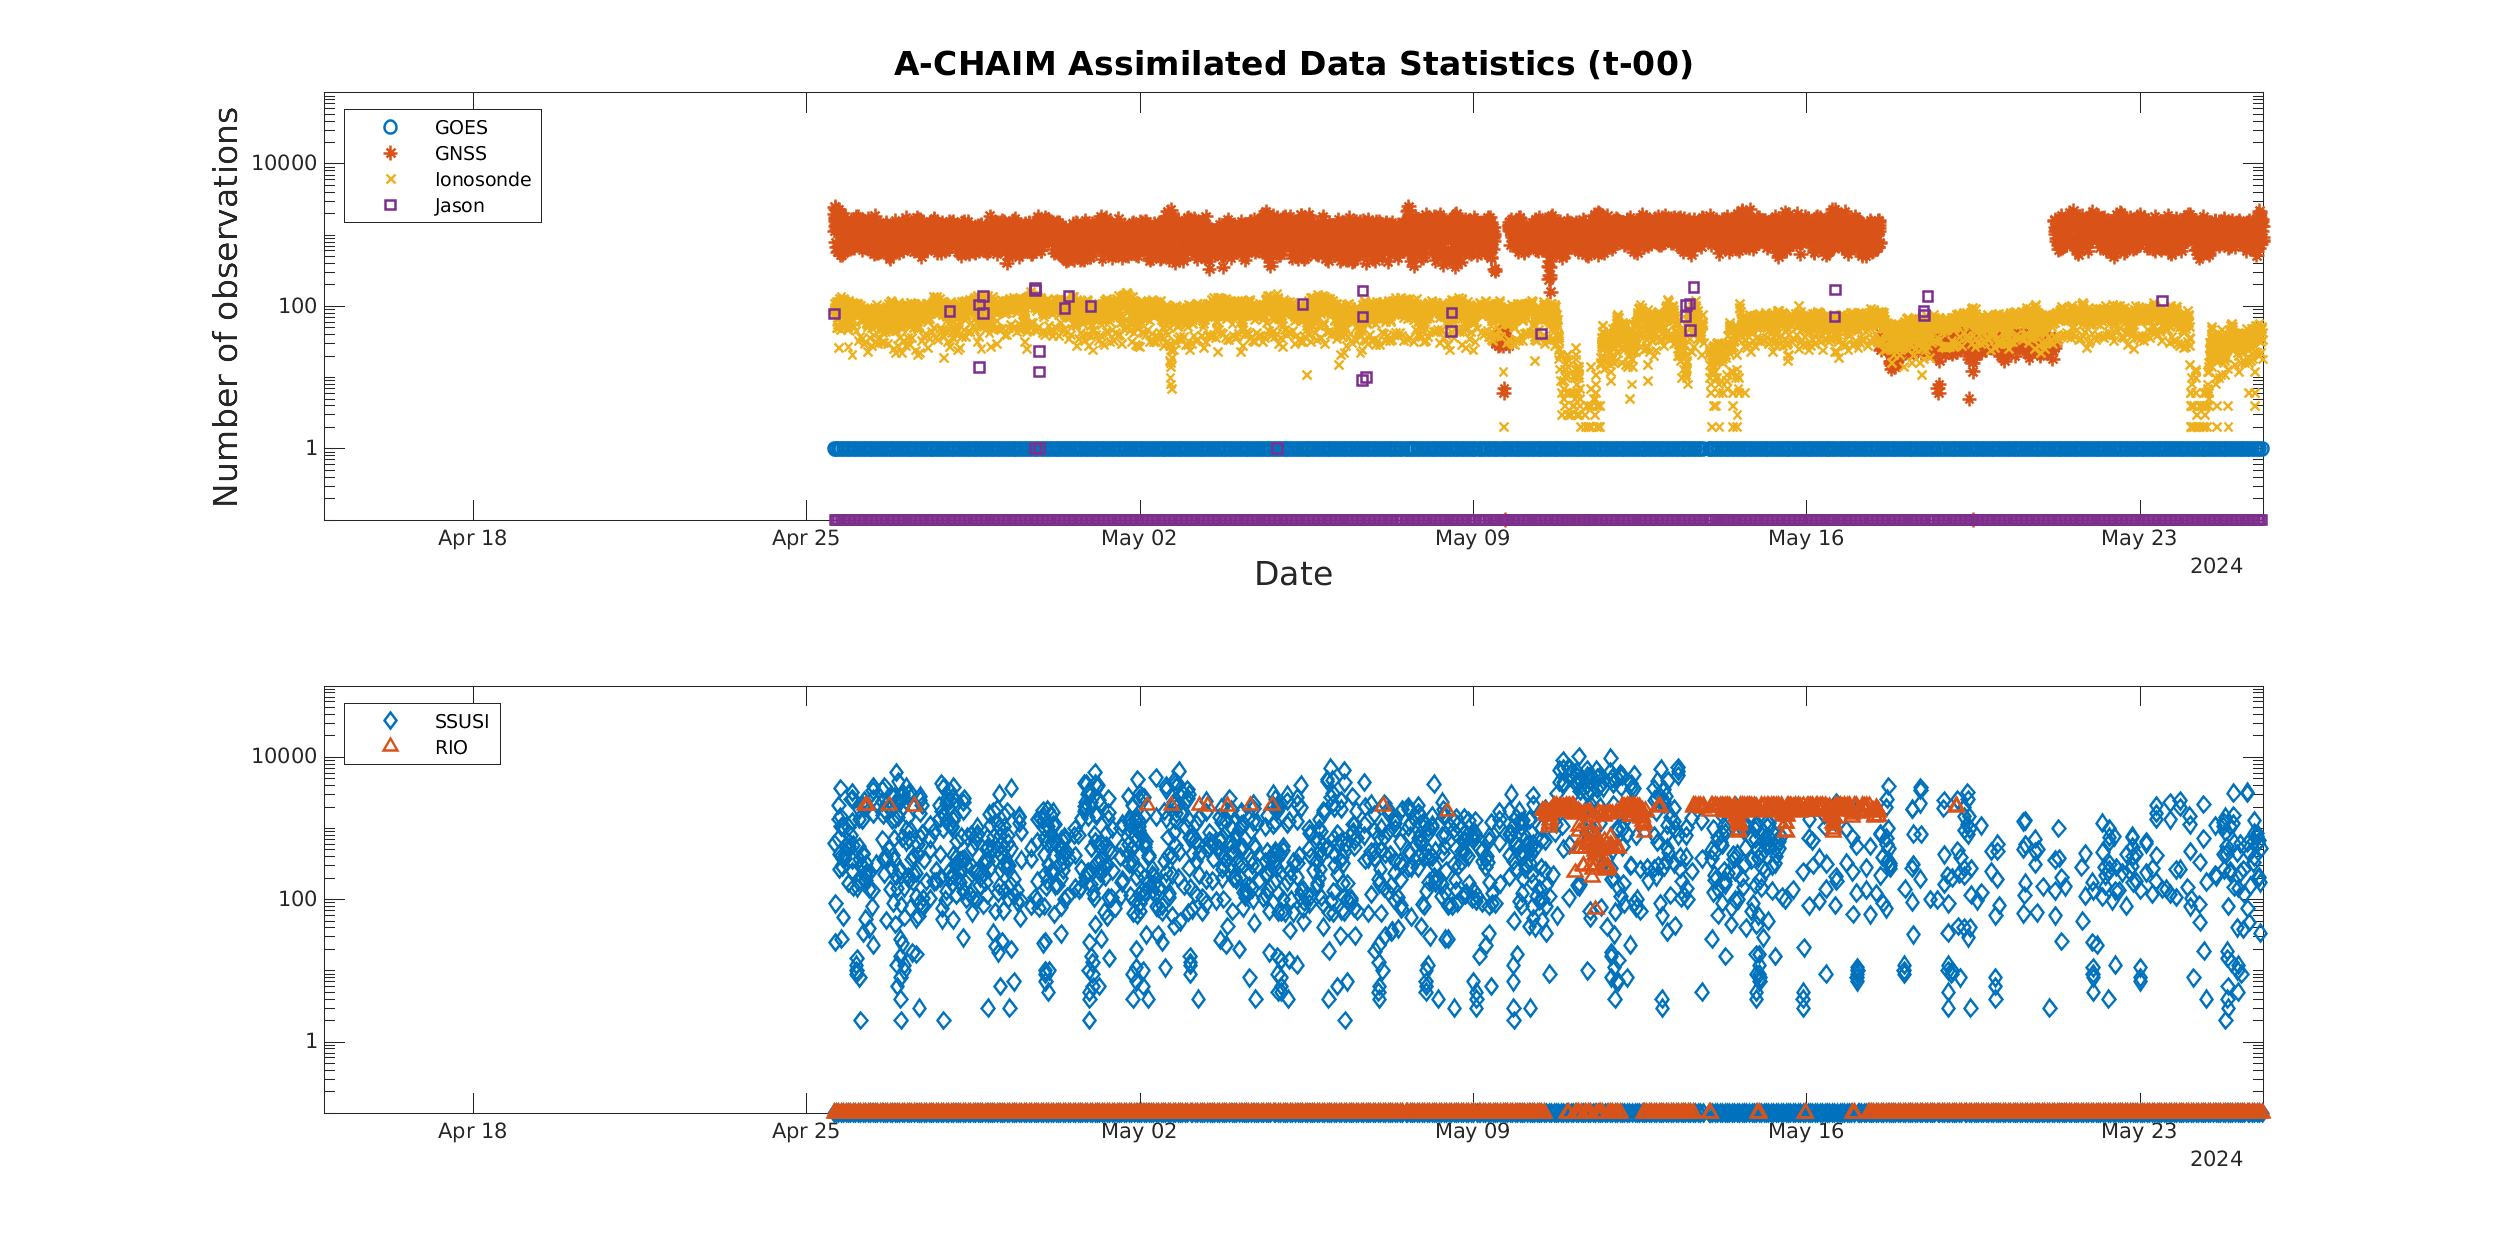 A-CHAIM Assimilated Data Statistics (t-00)
Number of observations
GOES
GNSS
Ionosonde
Jason
10000
100
1
Apr 18 Apr 25 May 02 May 09 May 16 May 23
2024
Date
SSUSI
RIO
10000
100
1
Apr 18 Apr 25 May 02 May 09 May 16 May 23
2024